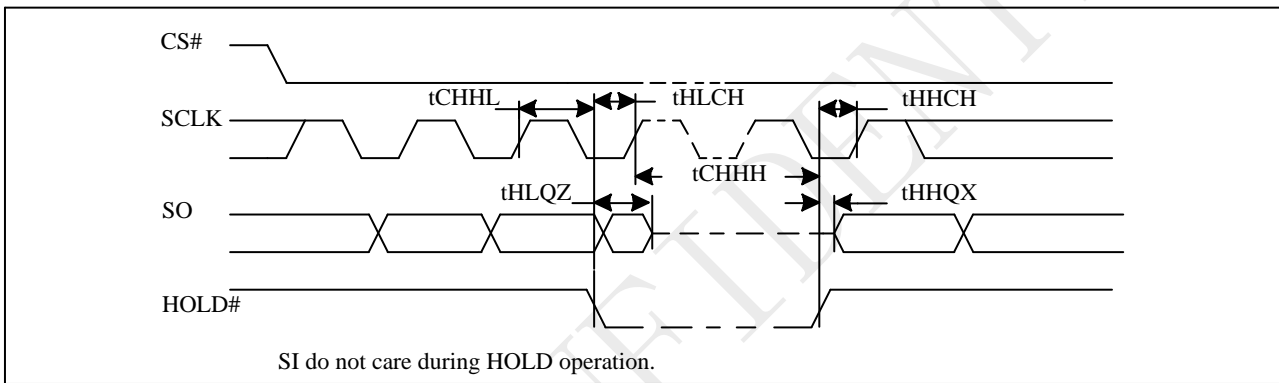 CS#
tCHHL
tHLCH
tHHCH
SCLK
tCHHH
tHLQZ
tHHQX
SO
HOLD#
SI do not care during HOLD operation.